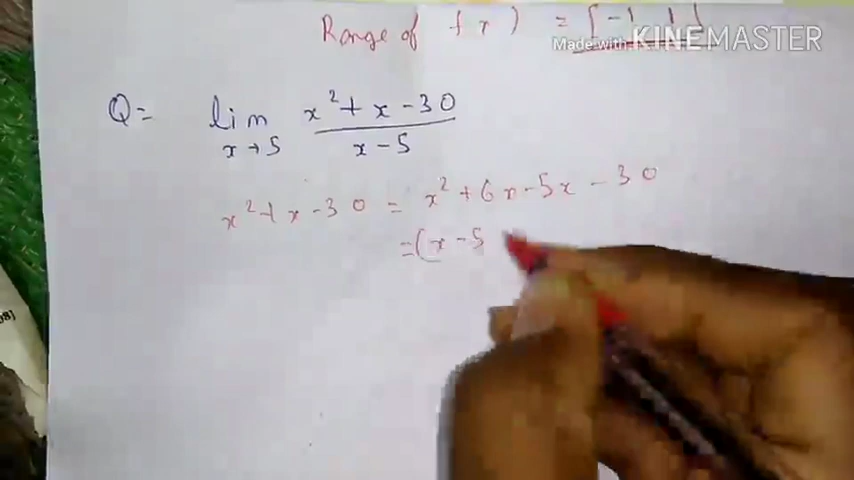 Range of f(x) = [-1, 1]
Made with KINEMASTER
Q= lim x→5 x²+x-30 / x-5
x²+x-30 = x²+6x-5x-30
=(x-5